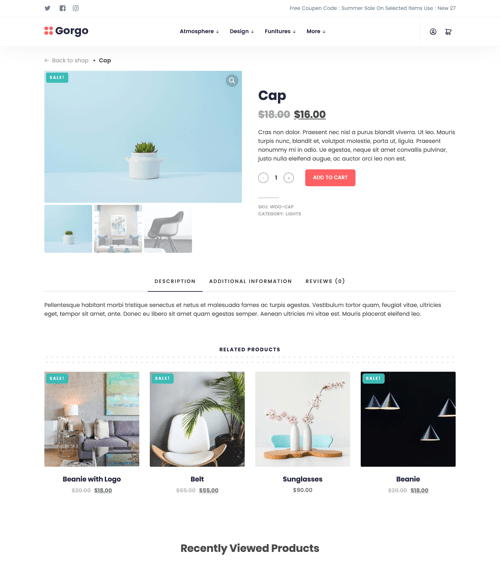 Free Coupon Code : Summer Sale On Selected Items Use : New 27
Gorgo
Atmosphere
Design
Funitures
More
← Back to shop • Cap
SALE!
Cap
$18.00 $16.00
Cras non dolor. Praesent nec nisl a purus blandit viverra. Ut leo. Mauris
turpis nunc, blandit et, volutpat molestie, porta ut, ligula. Praesent
nonummy mi in odio. Ue egestas, neque sit amet convallis pulvinar,
justo nulla eleifend augue, ac auctor orci leo non est.
- 1 +
ADD TO CART
SKU: WOO-CAP
CATEGORY: LIGHTS
DESCRIPTION
ADDITIONAL INFORMATION
REVIEWS (0)
Pellentesque habitant morbi tristique senectus et netus et malesuada fames ac turpis egestas. Vestibulum tortor quam, feugiat vitae, ultricies
eget, tempor sit amet, ante. Donec eu libero sit amet quam egestas semper. Aenean ultricies mi vitae est. Mauris placerat eleifend leo.
RELATED PRODUCTS
SALE!
SALE!
SALE!
Beanie with Logo
$20.00 $18.00
Belt
$65.00 $55.00
Sunglasses
$90.00
Beanie
$20.00 $18.00
Recently Viewed Products